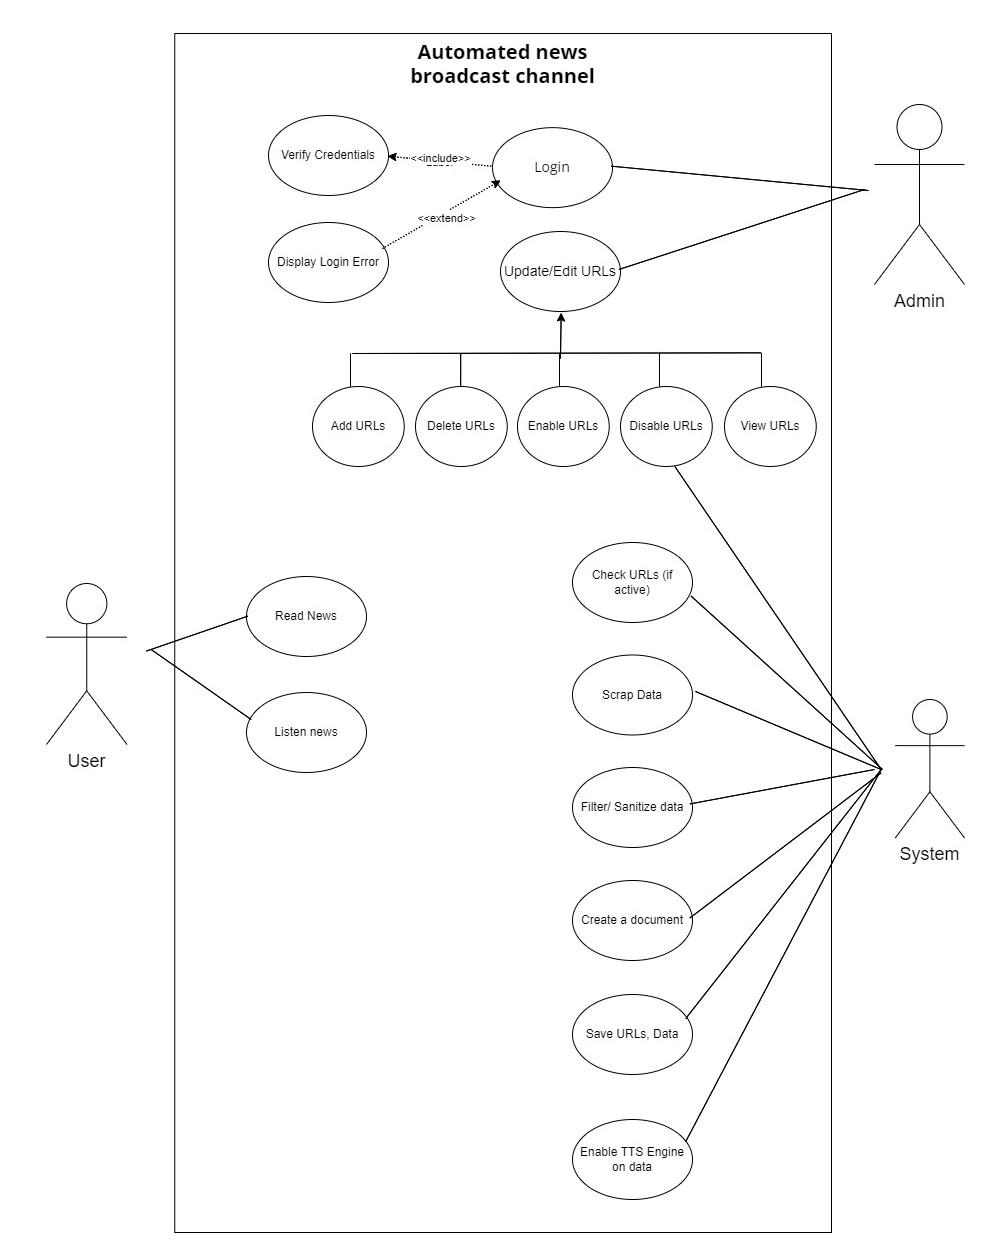 Automated news
broadcast channel
Verify Credentials
<<include>>
Login
<<extend>>
Display Login Error
Update/Edit URLs
Admin
Add URLs
Delete URLs
Enable URLs
Disable URLs
View URLs
Check URLs (if
active)
Read News
Scrap Data
Listen news
User
Filter/ Sanitize data
System
Create a document
Save URLs, Data
Enable TTS Engine
on data